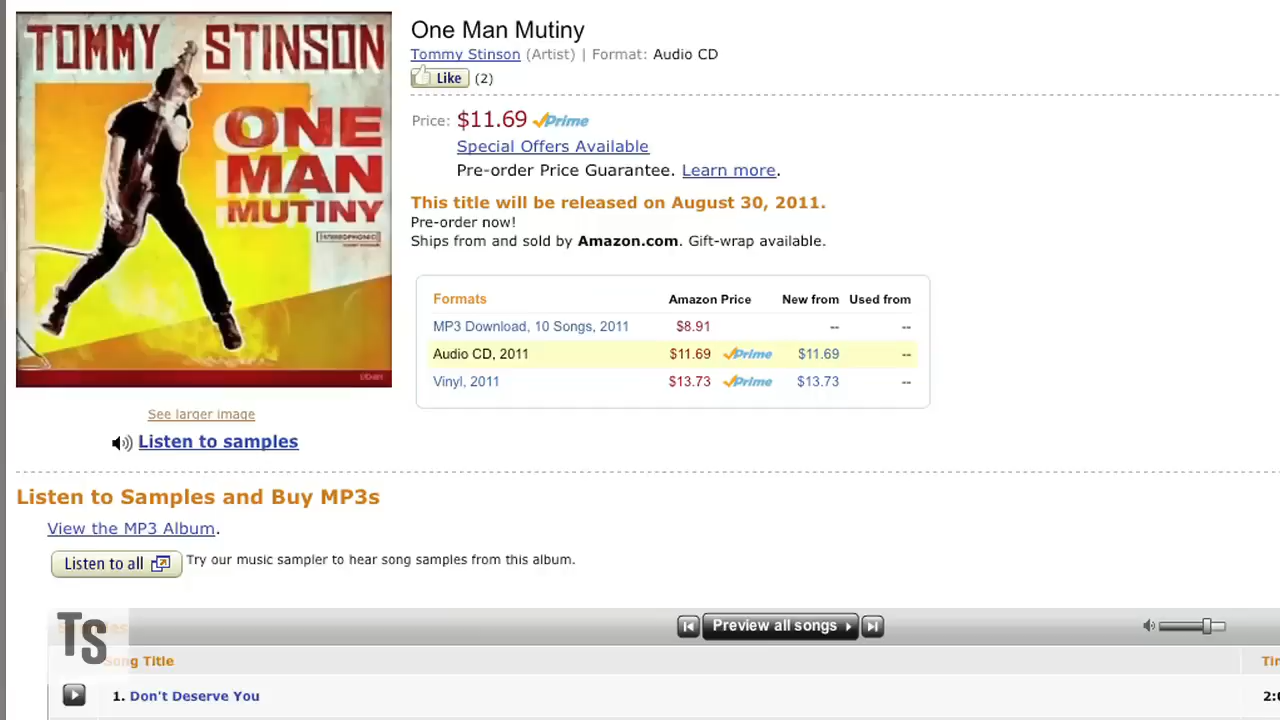 TOMMY STINSON
ONE
MAN
MUTINY
STEREOPHONIC
One Man Mutiny
Tommy Stinson (Artist) | Format: Audio CD
Like (2)
Price: $11.69 Prime
Special Offers Available
Pre-order Price Guarantee. Learn more.
This title will be released on August 30, 2011.
Pre-order now!
Ships from and sold by Amazon.com. Gift-wrap available.
Formats Amazon Price New from Used from
MP3 Download, 10 Songs, 2011 $8.91 -- --
Audio CD, 2011 $11.69 Prime $11.69 --
Vinyl, 2011 $13.73 Prime $13.73 --
See larger image
Listen to samples
Listen to Samples and Buy MP3s
View the MP3 Album.
Listen to all Try our music sampler to hear song samples from this album.
TS
Preview all songs
Song Title
1. Don't Deserve You